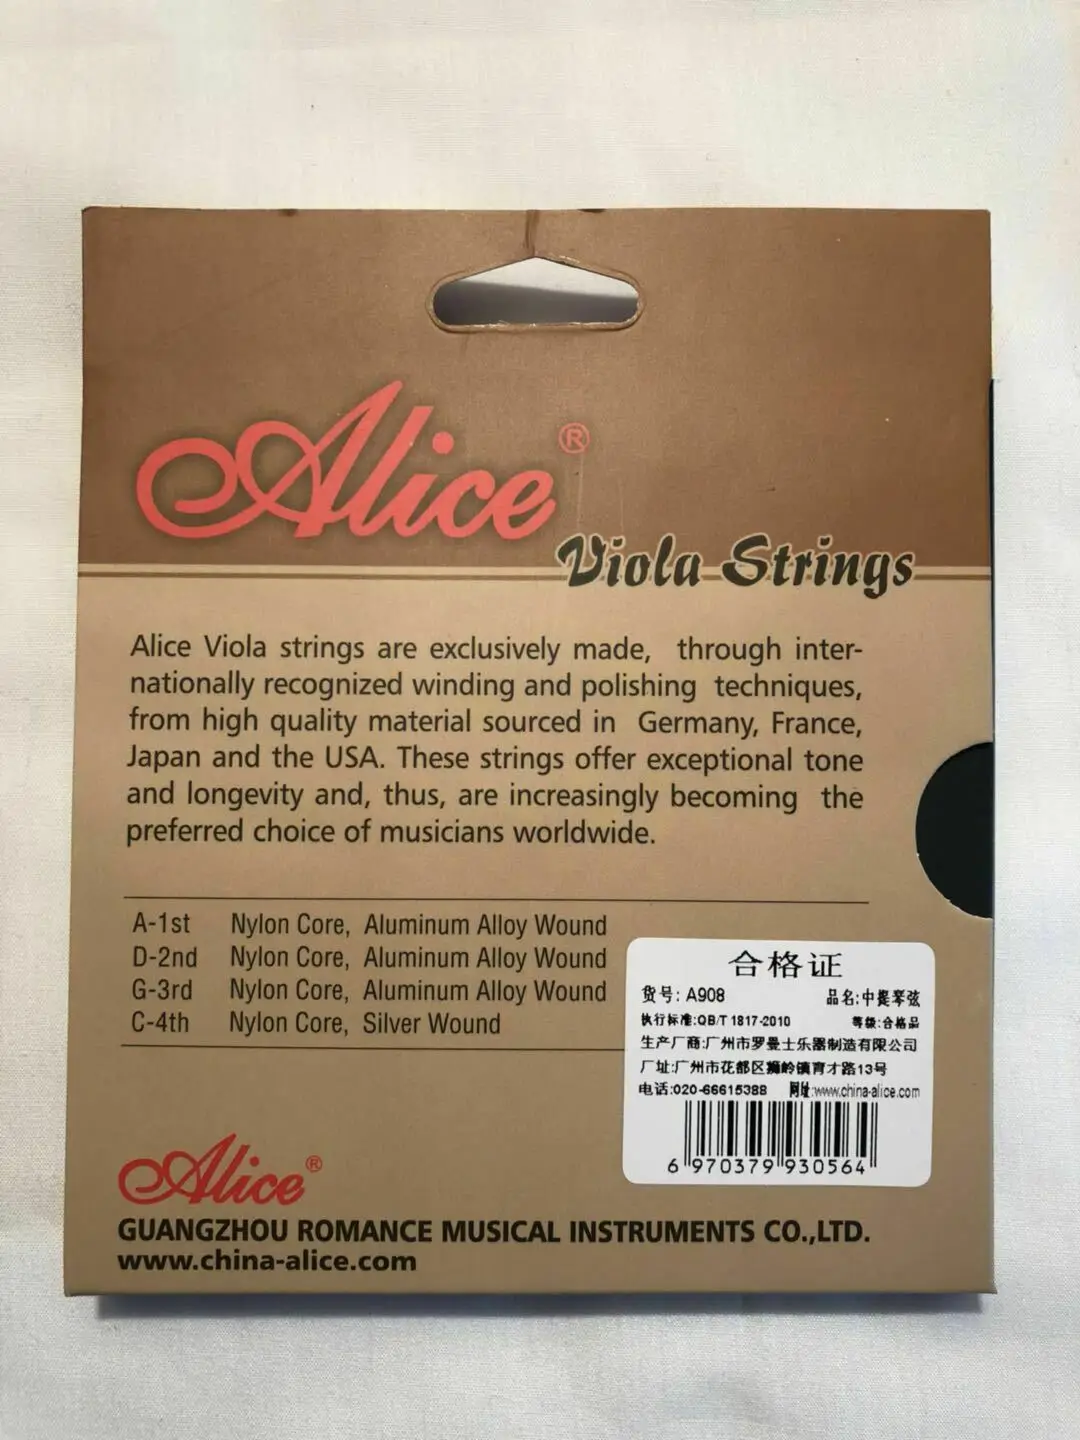 Alice®
Viola Strings
Alice Viola strings are exclusively made, through inter-
nationally recognized winding and polishing techniques,
from high quality material sourced in Germany, France,
Japan and the USA. These strings offer exceptional tone
and longevity and, thus, are increasingly becoming the
preferred choice of musicians worldwide.
A-1st Nylon Core, Aluminum Alloy Wound
D-2nd Nylon Core, Aluminum Alloy Wound
G-3rd Nylon Core, Aluminum Alloy Wound
C-4th Nylon Core, Silver Wound
合格证
货号: A908 品名:中提琴弦
执行标准:QB/T 1817-2010 等级:合格品
生产厂商:广州市罗曼士乐器制造有限公司
厂址:广州市花都区狮岭镇育才路13号
电话:020-66615388 网址:www.china-alice.com
6 970379 930564
Alice®
GUANGZHOU ROMANCE MUSICAL INSTRUMENTS CO.,LTD.
www.china-alice.com